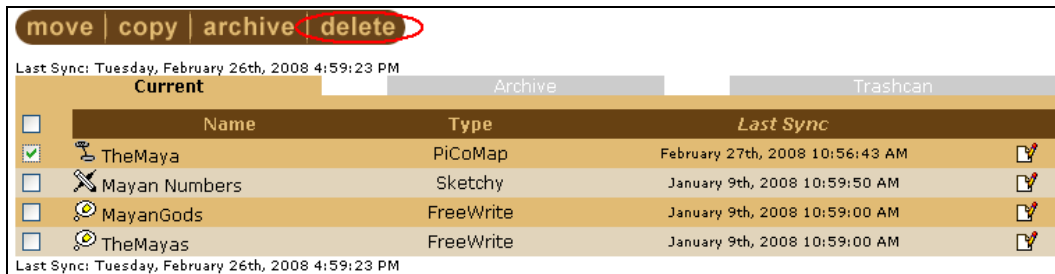 move | copy | archive | delete
Last Sync: Tuesday, February 26th, 2008 4:59:23 PM
Current Archive Trashcan
Name Type Last Sync
TheMaya PiCoMap February 27th, 2008 10:56:43 AM
Mayan Numbers Sketchy January 9th, 2008 10:59:50 AM
MayanGods FreeWrite January 9th, 2008 10:59:00 AM
TheMayas FreeWrite January 9th, 2008 10:59:00 AM
Last Sync: Tuesday, February 26th, 2008 4:59:23 PM